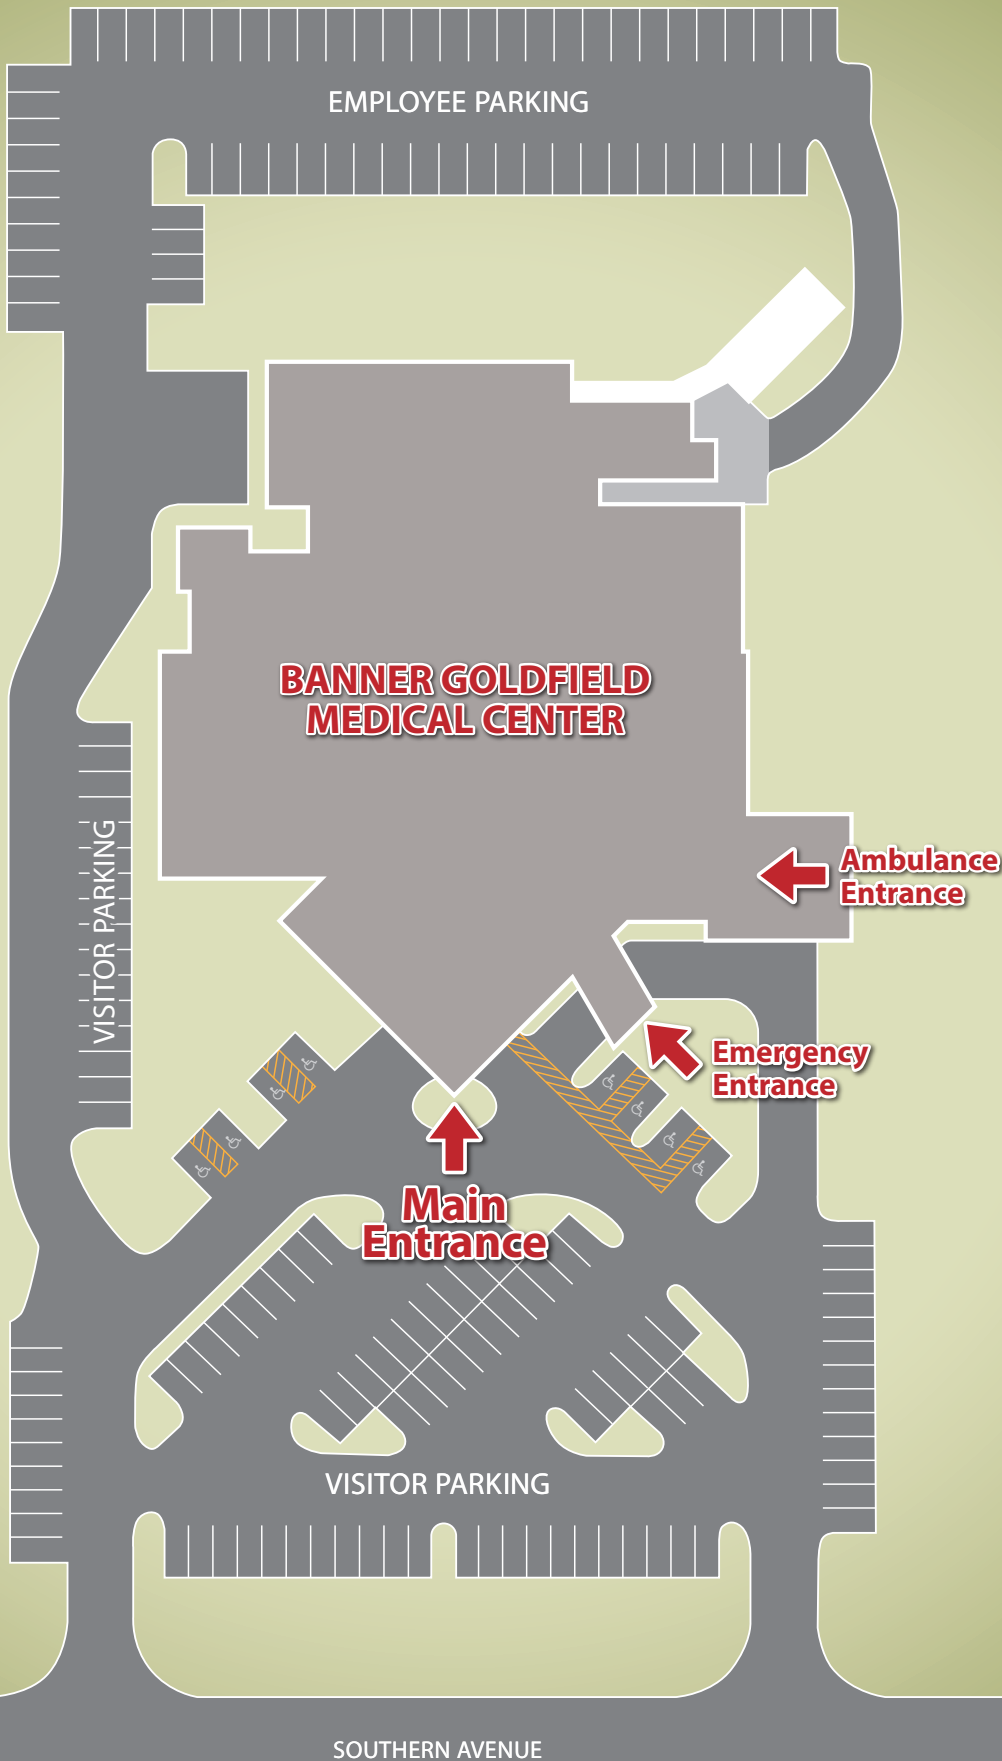 EMPLOYEE PARKING
BANNER GOLDFIELD
MEDICAL CENTER
VISITOR PARKING
Ambulance
Entrance
Emergency
Entrance
Main
Entrance
VISITOR PARKING
SOUTHERN AVENUE